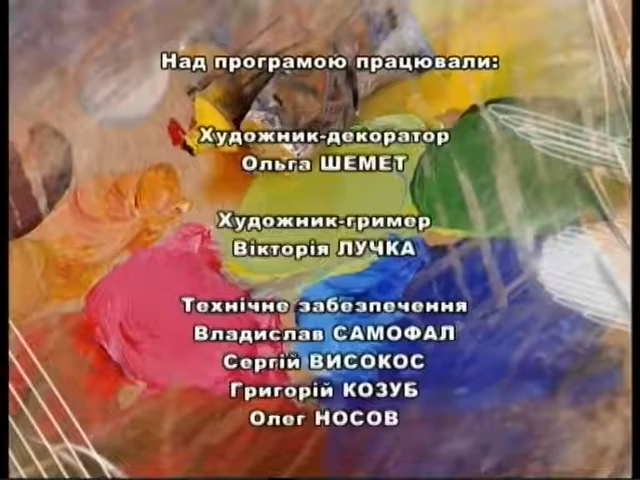 Над програмою працювали:
Художник-декоратор
Ольга ШЕМЕТ
Художник-гример
Вікторія ЛУЧКА
Технічне забезпечення
Владислав САМОФАЛ
Сергій ВИСОКОС
Григорій КОЗУБ
Олег НОСОВ